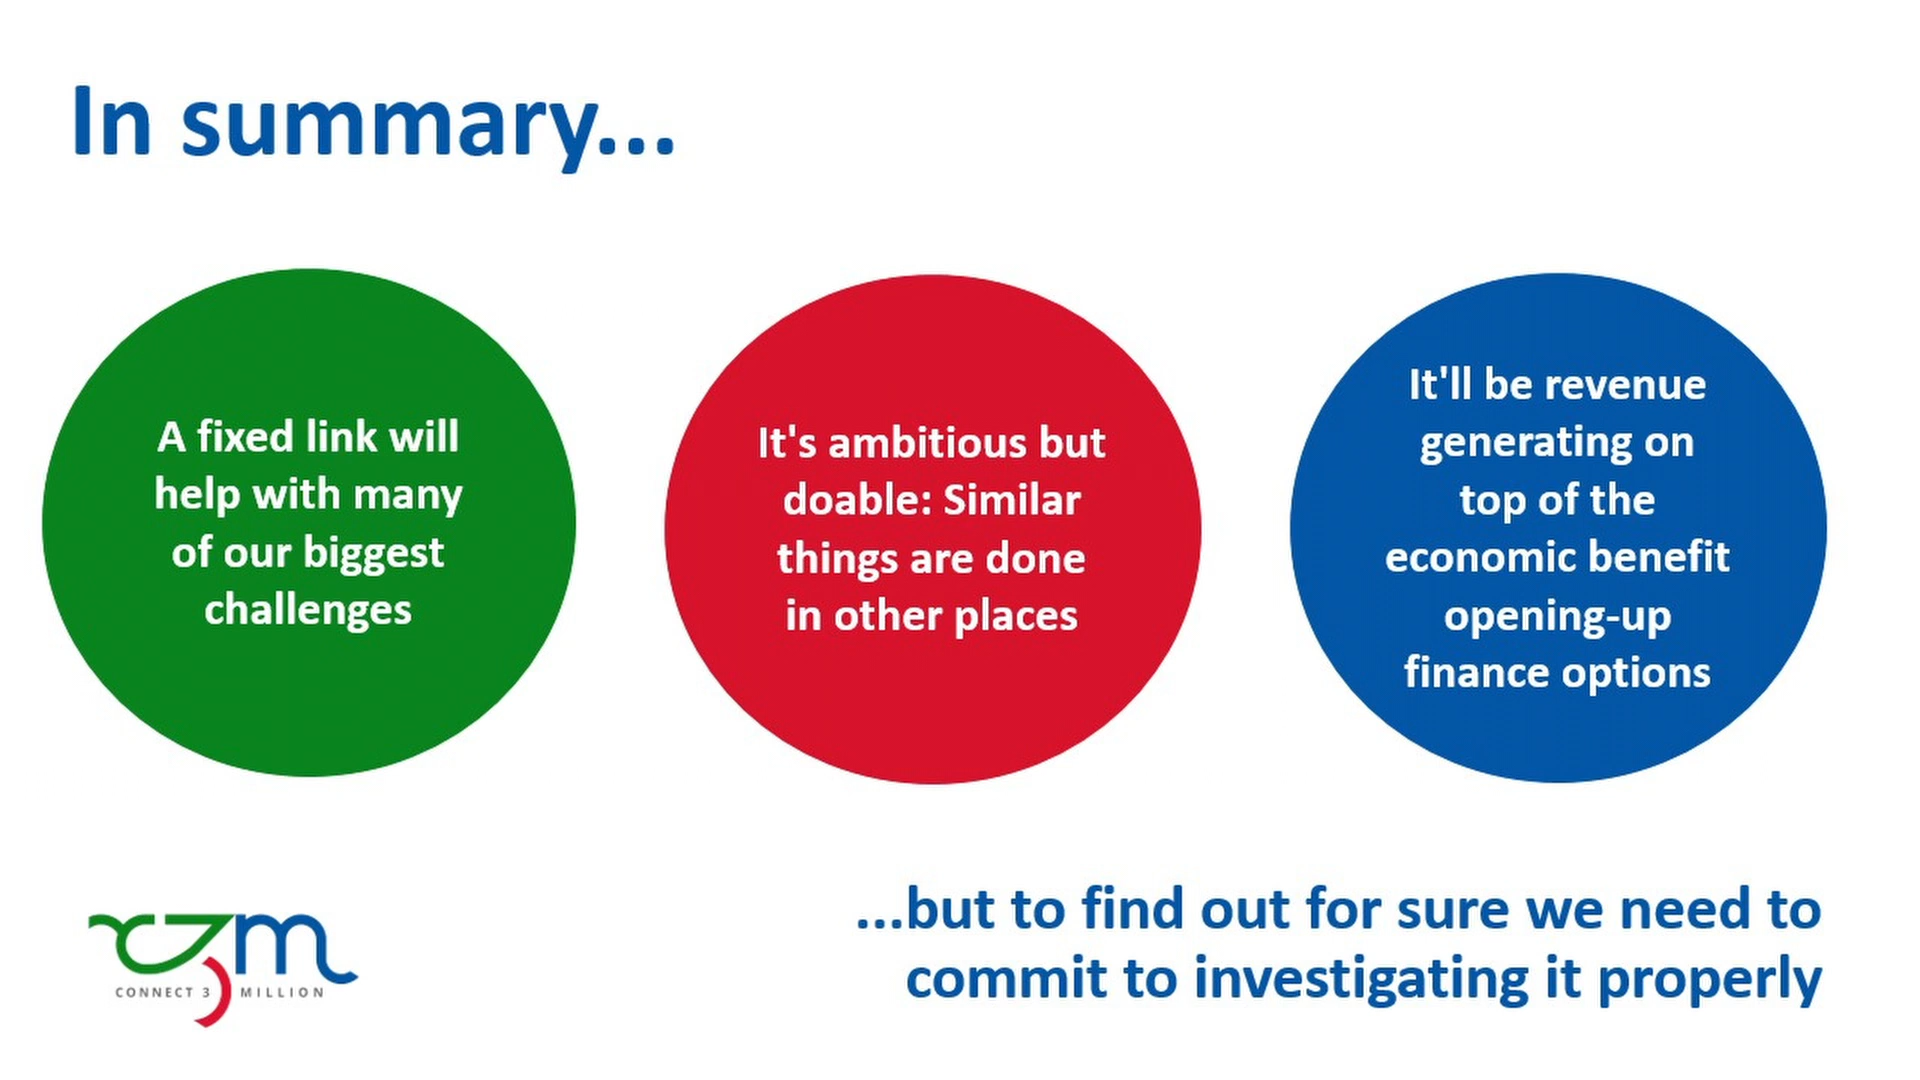 In summary...
A fixed link will
help with many
of our biggest
challenges
It's ambitious but
doable: Similar
things are done
in other places
It'll be revenue
generating on
top of the
economic benefit
opening-up
finance options
...but to find out for sure we need to
commit to investigating it properly
c3m
CONNECT 3 MILLION